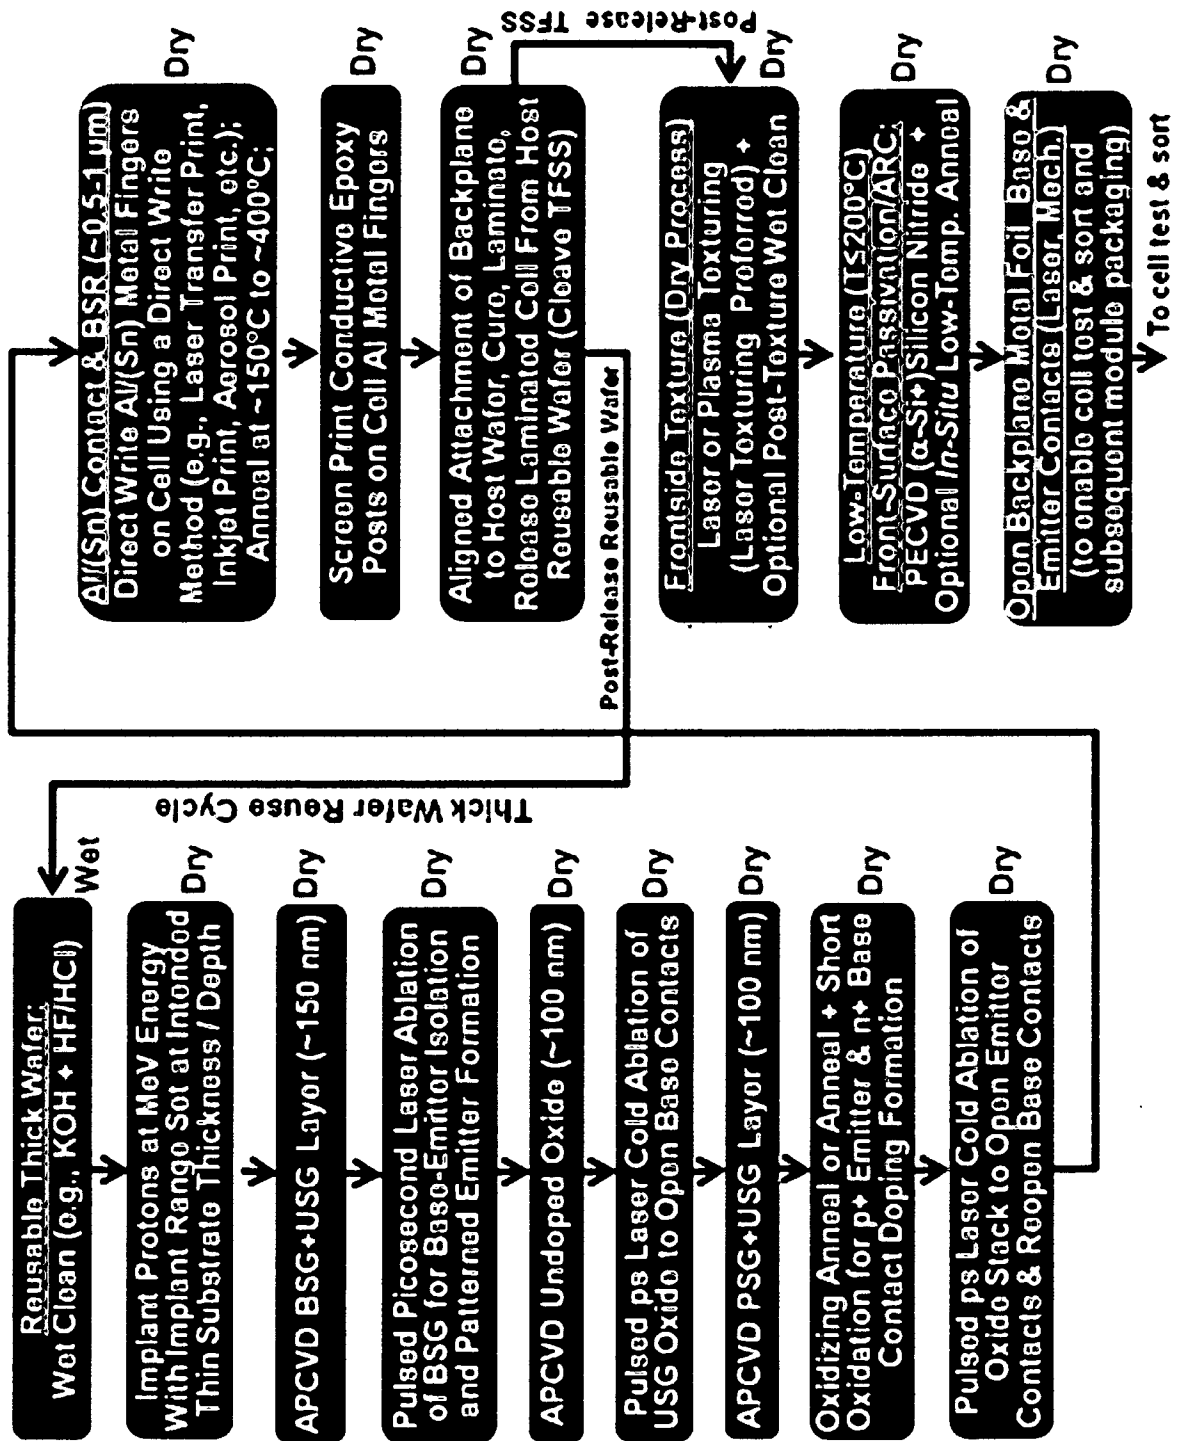 Reusable Thick Wafer:
Wet Clean (e.g., KOH + HF/HCl)
Wet
Implant Protons at MeV Energy
With Implant Range Set at Intended
Thin Substrate Thickness / Depth
Dry
APCVD BSG+USG Layer (~150 nm)
Dry
Pulsed Picosecond Laser Ablation
of BSG for Base-Emitter Isolation
and Patterned Emitter Formation
Dry
APCVD Undoped Oxide (~100 nm)
Dry
Pulsed ps Laser Cold Ablation of
USG Oxide to Open Base Contacts
Dry
APCVD PSG+USG Layer (~100 nm)
Dry
Oxidizing Anneal or Anneal + Short
Oxidation for p+ Emitter & n+ Base
Contact Doping Formation
Dry
Pulsed ps Laser Cold Ablation of
Oxide Stack to Open Emitter
Contacts & Reopen Base Contacts
Dry
Thick Wafer Reuse Cycle
Post-Release Reusable Wafer
Al/(Sn) Contact & BSR (~0.5-1 μm)
Direct Write Al/(Sn) Metal Fingers
on Cell Using a Direct Write
Method (e.g., Laser Transfer Print,
Inkjet Print, Aerosol Print, etc.);
Anneal at ~150°C to ~400°C;
Dry
Screen Print Conductive Epoxy
Posts on Cell Al Metal Fingers
Dry
Aligned Attachment of Backplane
to Host Wafer, Cure, Laminate,
Release Laminated Cell From Host
Reusable Wafer (Cleave TFSS)
Dry
Post-Release TFSS
Frontside Texture (Dry Process)
Laser or Plasma Texturing
(Laser Texturing Preferred) +
Optional Post-Texture Wet Clean
Dry
Low-Temperature (T≤200°C)
Front-Surface Passivation/ARC:
PECVD (α-Si+)Silicon Nitride +
Optional In-Situ Low-Temp. Anneal
Dry
Open Backplane Metal Foil Base &
Emitter Contacts (Laser Mech.)
(to enable cell test & sort and
subsequent module packaging)
Dry
To cell test & sort